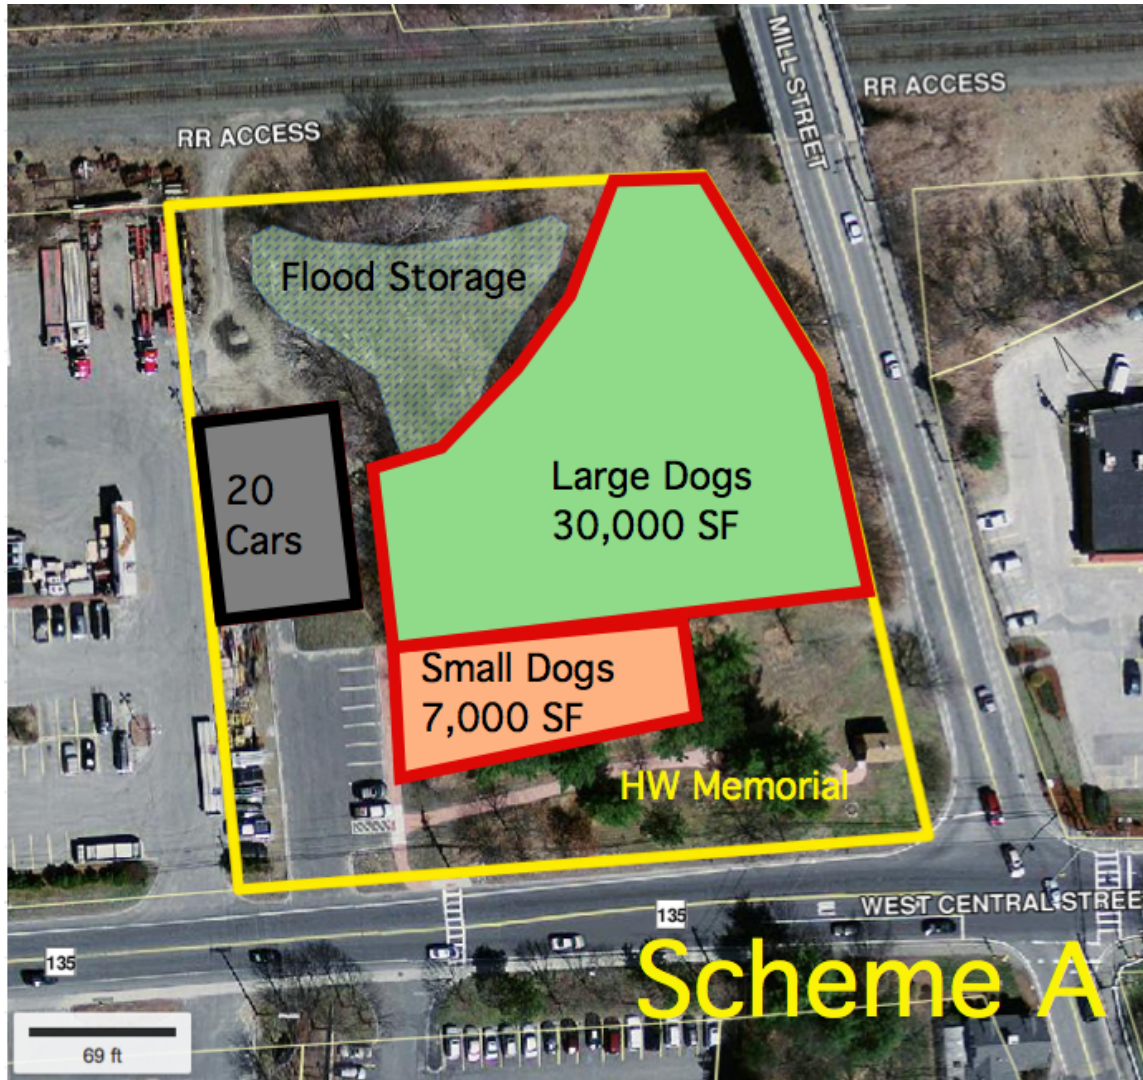 MILL STREET
RR ACCESS
RR ACCESS
Flood Storage
Large Dogs
30,000 SF
20
Cars
Small Dogs
7,000 SF
HW Memorial
WEST CENTRAL STREE
135
135
Scheme A
69 ft